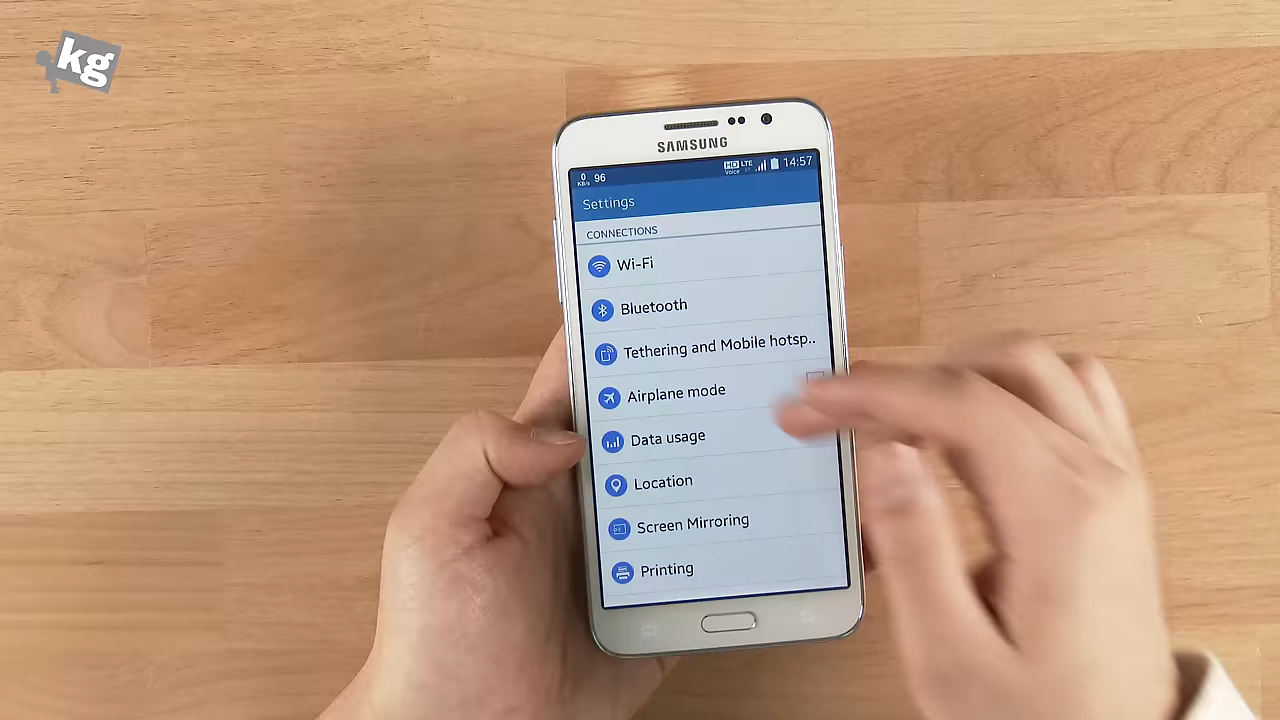 kg
SAMSUNG
0
KB/s
96
HD
Voice
LTE
14:57
Settings
CONNECTIONS
Wi-Fi
Bluetooth
Tethering and Mobile hotsp..
Airplane mode
Data usage
Location
Screen Mirroring
Printing